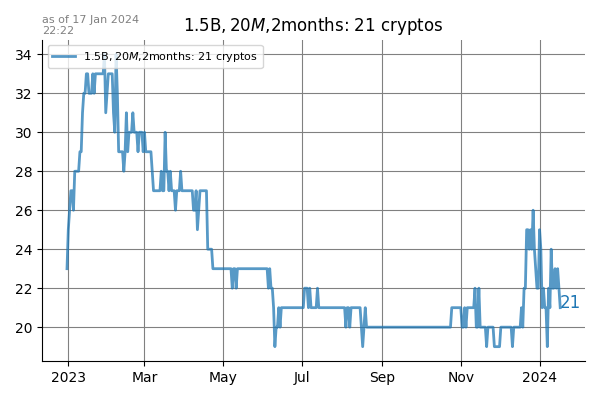 as of 17 Jan 2024
22:22
1.5B, 20M,2months: 21 cryptos
1.5B, 20M,2months: 21 cryptos
34
32
30
28
26
24
22
20
21
2023
Mar
May
Jul
Sep
Nov
2024